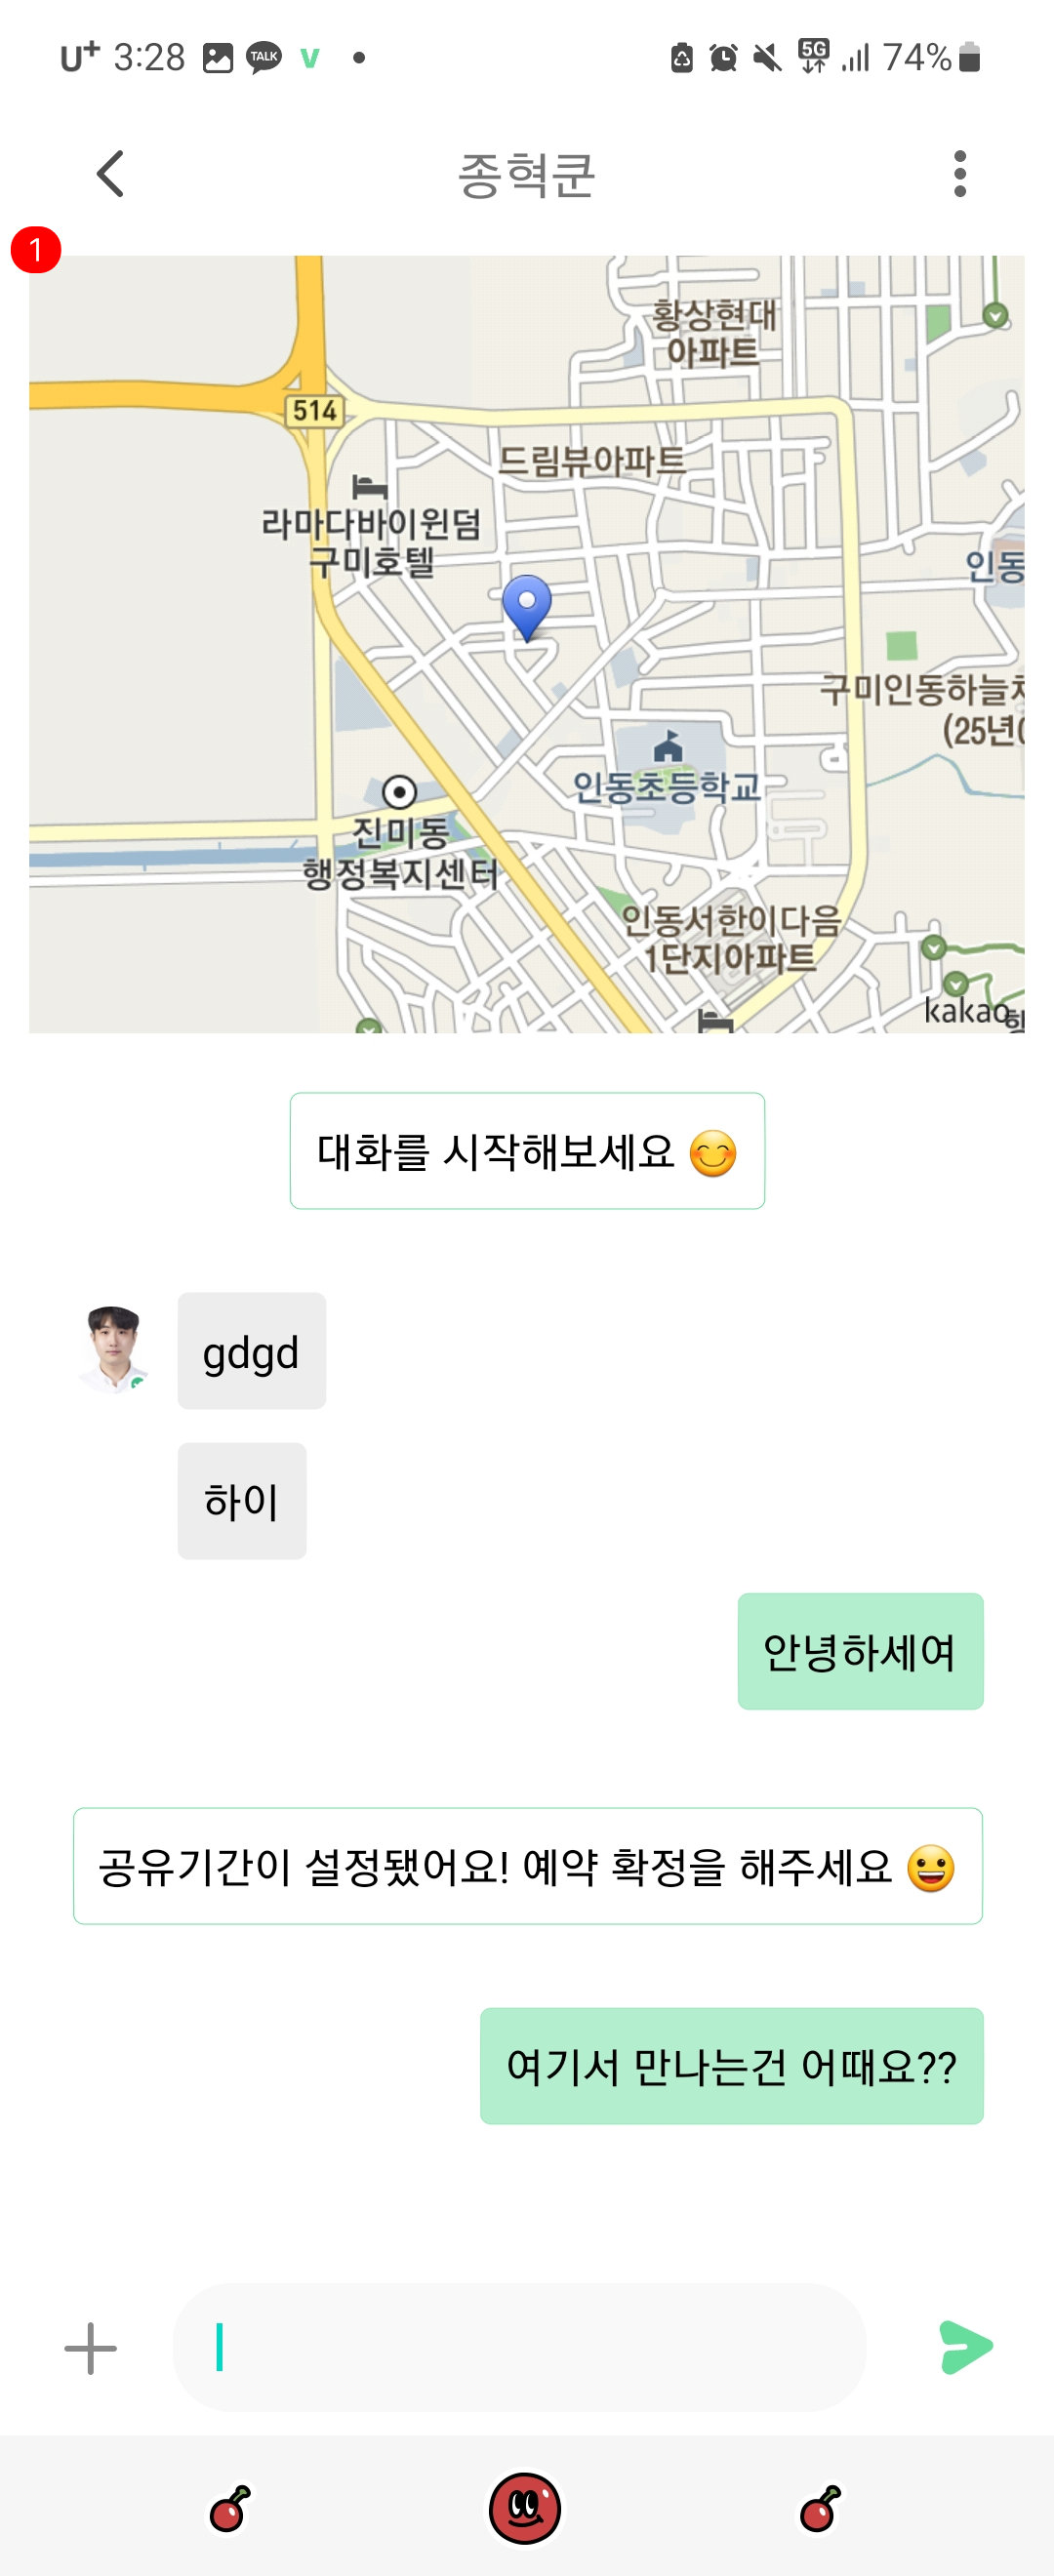 U+ 3:28 TALK V 5G 74%
종혁쿤
1
황상현대
아파트
514
드림뷰아파트
라마다바이윈덤
구미호텔
인동
구미인동하늘
(25년
인동초등학교
진미동
행정복지센터
인동서한이다음
1단지아파트
kakao
대화를 시작해보세요 😊
gdgd
하이
안녕하세여
공유기간이 설정됐어요! 예약 확정을 해주세요 😀
여기서 만나는건 어때요??